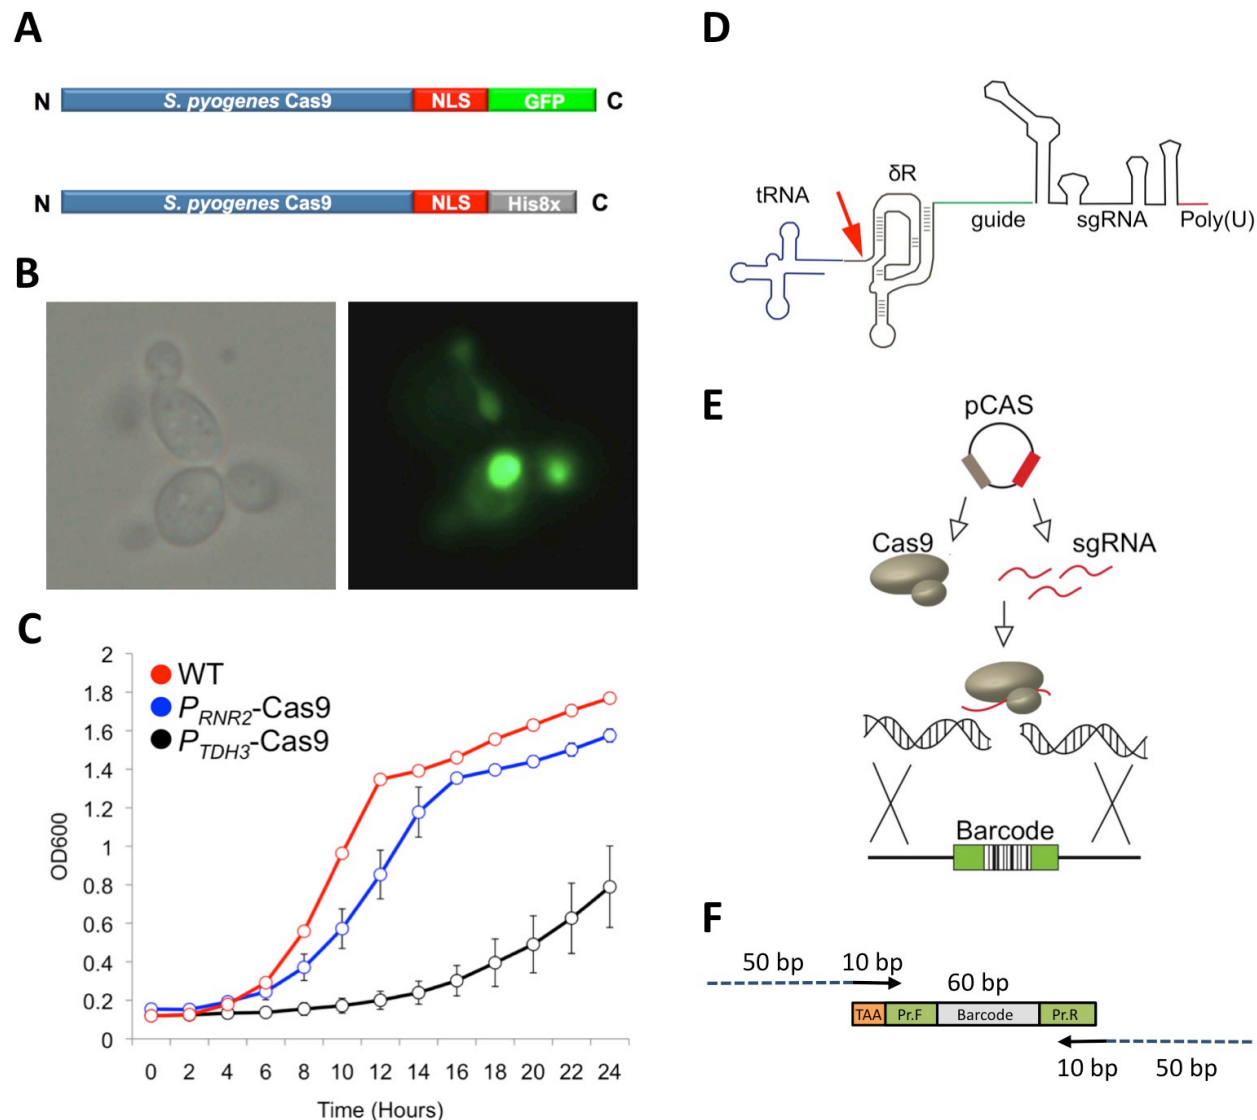 A
N S. pyogenes Cas9 NLS GFP C
N S. pyogenes Cas9 NLS His8x C
B
C
WT
P_RNR2-Cas9
P_TDH3-Cas9
2
1.8
1.6
1.4
1.2
1
0.8
0.6
0.4
0.2
0
OD600
0 2 4 6 8 10 12 14 16 18 20 22 24
Time (Hours)
D
δR
tRNA
guide sgRNA Poly(U)
E
pCAS
Cas9 sgRNA
Barcode
F
50 bp 10 bp 60 bp
TAA Pr.F Barcode Pr.R
10 bp 50 bp